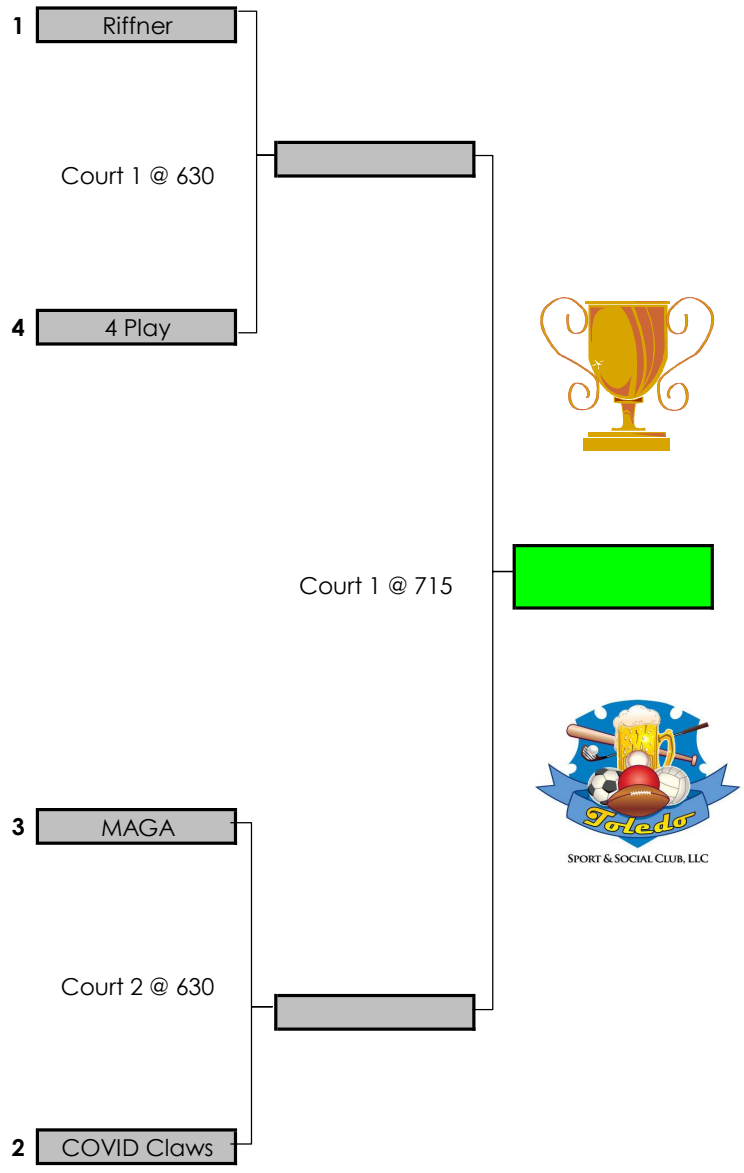 1 Riffner
Court 1 @ 630
4 4 Play
Court 1 @ 715
Toledo
SPORT & SOCIAL CLUB, LLC
3 MAGA
Court 2 @ 630
2 COVID Claws